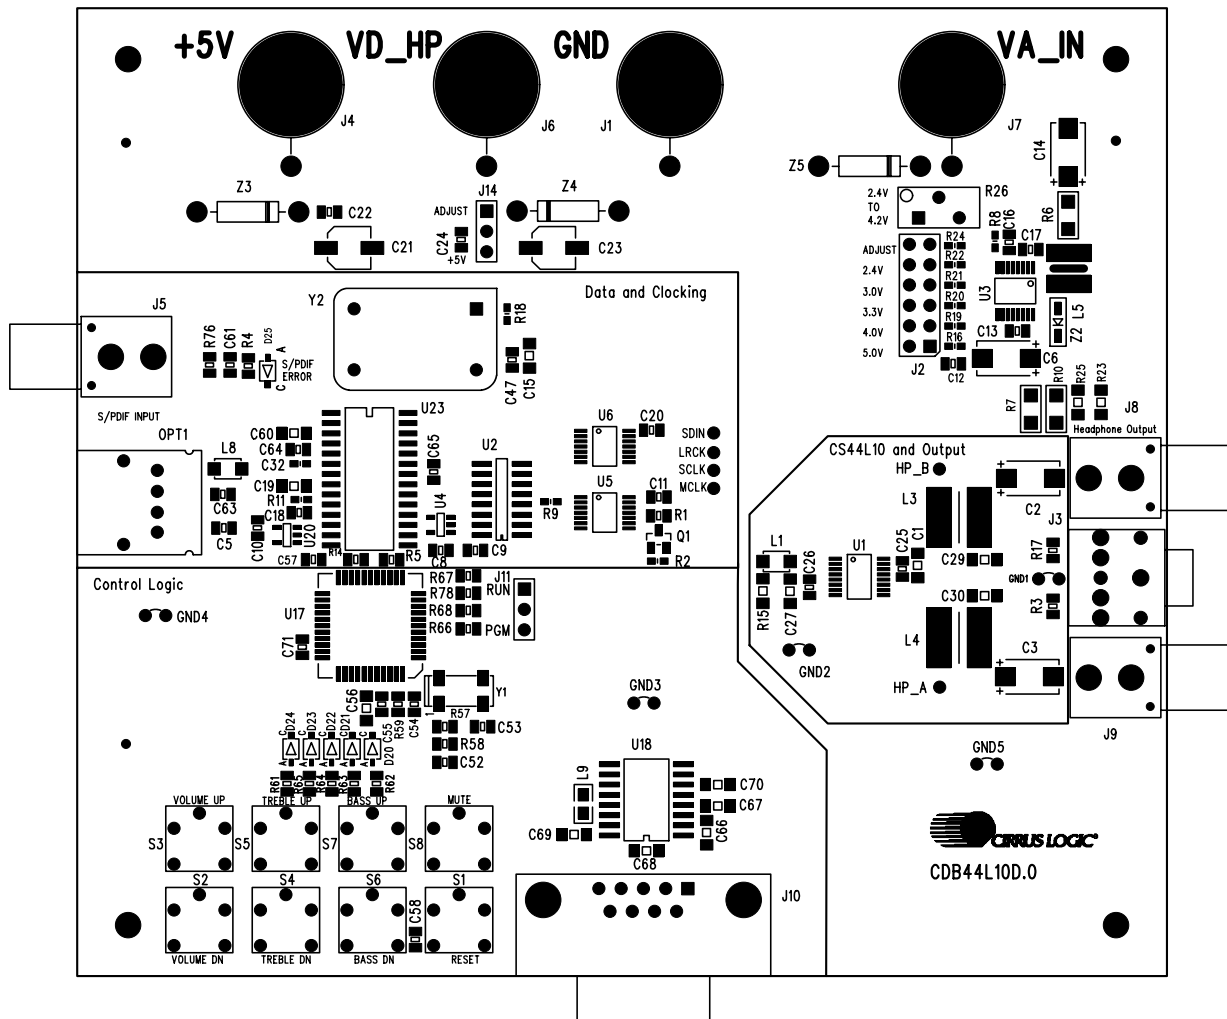 +5V VD_HP GND VA_IN
J4 J6 J1 J7
C14
Z5
Z3 J14 Z4
2.4V TO 4.2V
R26
R6
ADJUST
C22
C24
+5V
C21 C23
R24
R8
C16
C17
ADJUST
R22
2.4V
R21
3.0V
R20
3.3V
R19
4.0V
R16
5.0V
U3
L5
Z2
C13
C6
J2
C12
Data and Clocking
J5
Y2
R18
R76
C61
R4
D25
A
C
S/PDIF
ERROR
C47
C15
S/PDIF INPUT
R7
R10
R25
R23
J8
Headphone Output
OPT1
U23
U6
C20
C60
C64
C32
L8
C65
U2
SDIN
LRCK
SCLK
MCLK
CS44L10 and Output
HP_B
C19
R11
C18
C63
U4
U5
C11
R9
R1
Q1
R2
C5
C10
U20
C57
R14
R5
C8
C9
L3
C2
J3
L1
C26
U1
C25
C1
C29
R17
GND1
C30
R3
R15
C27
GND2
L4
C3
HP_A
J9
Control Logic
GND4
U17
C71
R67
R78
R68
R66
J11
RUN
PGM
C56
C55
R59
C54
Y1
1
R57
C53
R58
C52
GND3
GND5
D24
D23
D22
D21
D20
C C C C C
A A A A A
R61
R65
R64
R63
R62
U18
L9
C70
C67
C66
C69
C68
VOLUME UP TREBLE UP BASS UP MUTE
S3 S5 S7 S8
S2 S4 S6 S1
C58
VOLUME DN TREBLE DN BASS DN RESET
J10
CIRRUS LOGIC®
CDB44L10D.0